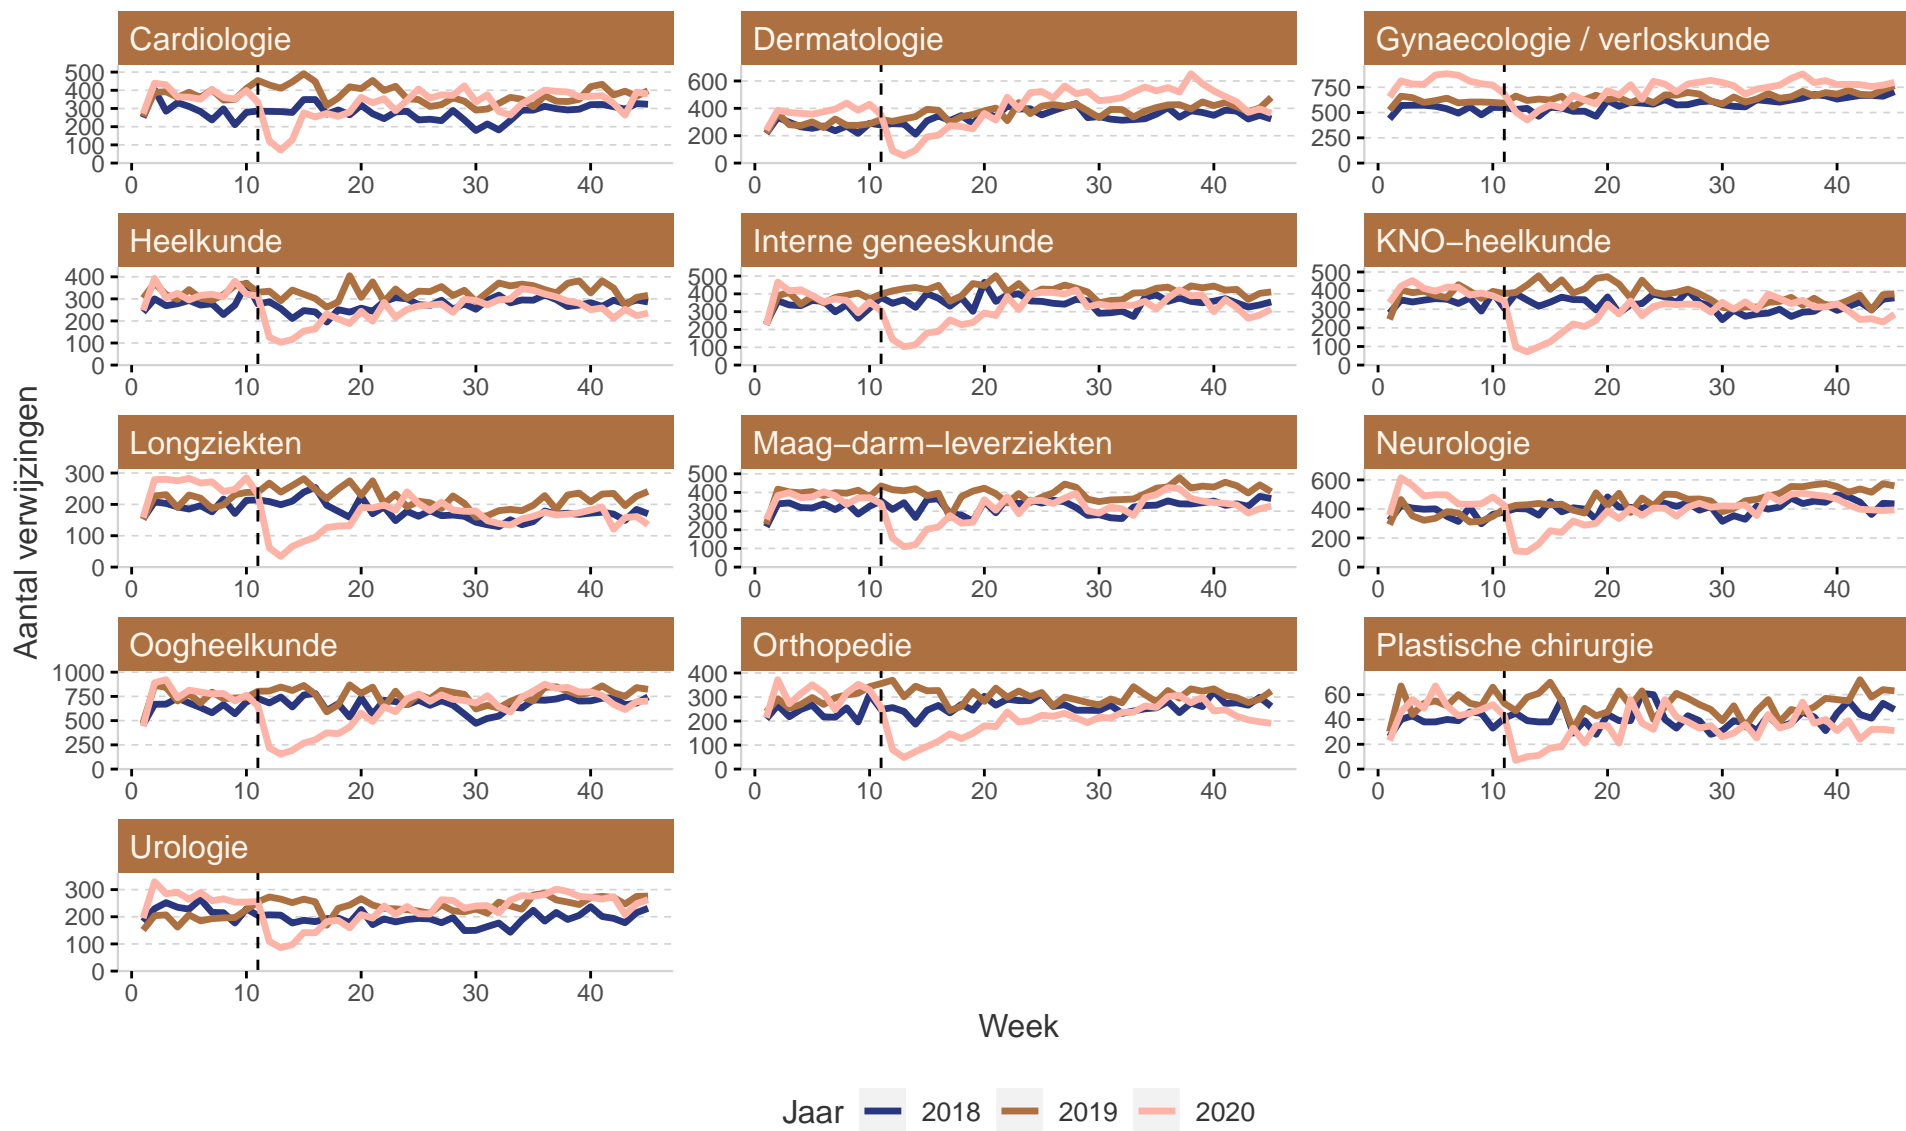 Cardiologie
Dermatologie
Gynaecologie / verloskunde
500
400
300
200
100
0
0 10 20 30 40
600
400
200
0
0 10 20 30 40
750
500
250
0
0 10 20 30 40
Heelkunde
Interne geneeskunde
KNO−heelkunde
400
300
200
100
0
0 10 20 30 40
500
400
300
200
100
0
0 10 20 30 40
500
400
300
200
100
0
0 10 20 30 40
Aantal verwijzingen
Longziekten
Maag−darm−leverziekten
Neurologie
300
200
100
0
0 10 20 30 40
500
400
300
200
100
0
0 10 20 30 40
600
400
200
0
0 10 20 30 40
Oogheelkunde
Orthopedie
Plastische chirurgie
1000
750
500
250
0
0 10 20 30 40
400
300
200
100
0
0 10 20 30 40
60
40
20
0
0 10 20 30 40
Urologie
300
200
100
0
0 10 20 30 40
Week
Jaar 2018 2019 2020